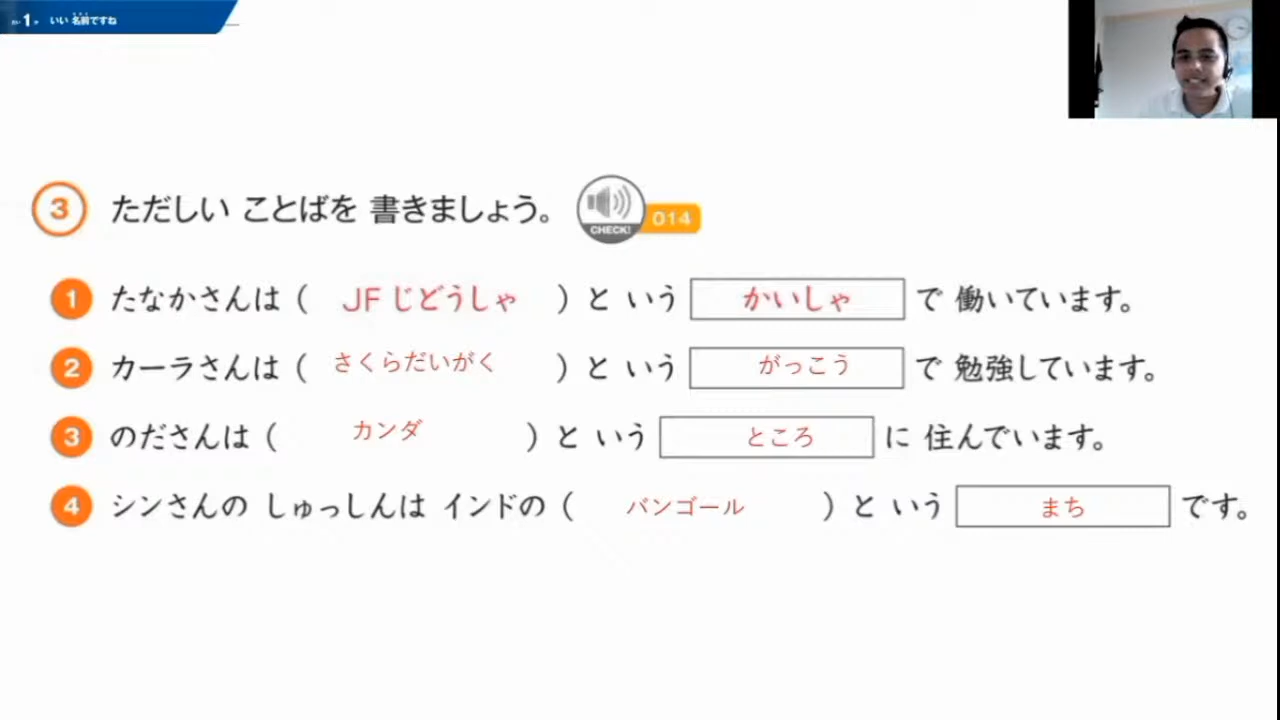 だい1か いい名前ですね
3 ただしい ことばを 書きましょう。 CHECK! 014
1 たなかさんは ( JFじどうしゃ ) と いう かいしゃ で 働いています。
2 カーラさんは ( さくらだいがく ) と いう がっこう で 勉強しています。
3 のださんは ( カンダ ) と いう ところ に 住んでいます。
4 シンさんの しゅっしんは インドの ( バンゴール ) と いう まち です。